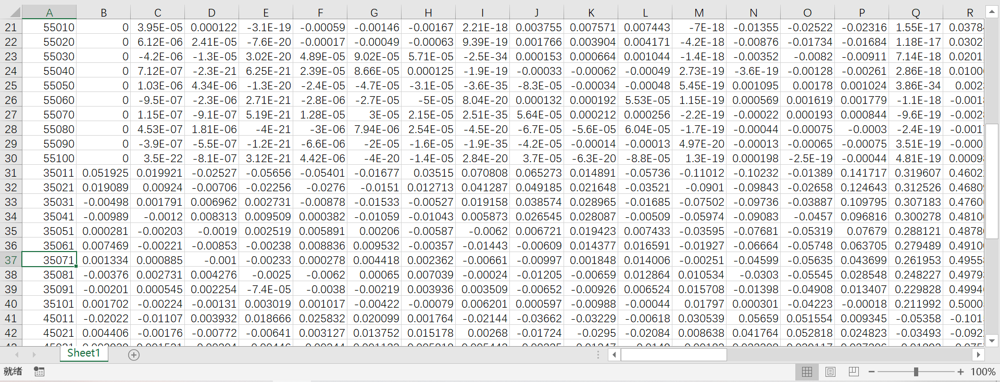 A B C D E F G H I J K L M N O P Q R
21 55010 0 3.95E-05 0.000122 -3.1E-19 -0.00059 -0.00146 -0.00167 2.21E-18 0.003755 0.007571 0.007443 -7E-18 -0.01355 -0.02522 -0.02316 1.55E-17 0.0378
22 55020 0 6.12E-06 2.41E-05 -7.6E-20 -0.00017 -0.00049 -0.00063 9.39E-19 0.001766 0.003904 0.004171 -4.2E-18 -0.00876 -0.01734 -0.01684 1.18E-17 0.0302
23 55030 0 -4.2E-06 -1.3E-05 3.02E-20 4.89E-05 9.02E-05 5.71E-05 -2.5E-34 0.000153 0.000664 0.001044 -1.4E-18 -0.00352 -0.0082 -0.00911 7.14E-18 0.0201
24 55040 0 7.12E-07 -2.3E-21 6.25E-21 2.39E-05 8.66E-05 0.000125 -1.9E-19 -0.00033 -0.00062 -0.00049 2.73E-19 -3.6E-19 -0.00128 -0.00261 2.86E-18 0.0100
25 55050 0 1.03E-06 4.34E-06 -1.3E-20 -2.4E-05 -4.7E-05 -3.1E-05 -3.6E-35 -8.3E-05 -0.00034 -0.00048 5.45E-19 0.001095 0.00178 0.001024 3.86E-34 0.002
26 55060 0 -9.5E-07 -2.3E-06 2.71E-21 -2.8E-06 -2.7E-05 -5E-05 8.04E-20 0.000132 0.000192 5.53E-05 1.15E-19 0.000569 0.001619 0.001779 -1.1E-18 -0.001
27 55070 0 1.15E-07 -9.1E-07 5.19E-21 1.28E-05 3E-05 2.15E-05 2.51E-35 5.64E-05 0.000212 0.000256 -2.2E-19 -0.00022 0.000193 0.000844 -9.6E-19 -0.002
28 55080 0 4.53E-07 1.81E-06 -4E-21 -3E-06 7.94E-06 2.54E-05 -4.5E-20 -6.7E-05 -5.6E-05 6.04E-05 -1.7E-19 -0.00044 -0.00075 -0.0003 -2.4E-19 -0.001
29 55090 0 -3.9E-07 -5.5E-07 -1.2E-21 -6.6E-06 -2E-05 -1.6E-05 -1.9E-35 -4.2E-05 -0.00014 -0.00013 4.97E-20 -0.00013 -0.00065 -0.00075 3.51E-19 -0.000
30 55100 0 3.5E-22 -8.1E-07 3.12E-21 4.42E-06 -4E-20 -1.4E-05 2.84E-20 3.7E-05 -6.3E-20 -8.8E-05 1.3E-19 0.000198 -2.5E-19 -0.00044 4.81E-19 0.0009
31 35011 0.051925 0.019921 -0.02527 -0.05656 -0.05401 -0.01677 0.03515 0.070808 0.065273 0.014891 -0.05736 -0.11012 -0.10232 -0.01389 0.141717 0.319607 0.4602
32 35021 0.019089 0.00924 -0.00706 -0.02256 -0.0276 -0.0151 0.012713 0.041287 0.049185 0.021648 -0.03521 -0.0901 -0.09843 -0.02658 0.124643 0.312526 0.4680
33 35031 -0.00498 0.001791 0.006962 0.002731 -0.00878 -0.01533 -0.00527 0.019158 0.038574 0.028965 -0.01685 -0.07502 -0.09736 -0.03887 0.109795 0.307183 0.4760
34 35041 -0.00989 -0.0012 0.008313 0.009509 0.000382 -0.01059 -0.01043 0.005873 0.026545 0.028087 -0.00509 -0.05974 -0.09083 -0.0457 0.096816 0.300278 0.4810
35 35051 0.000281 -0.00203 -0.0019 0.002519 0.005891 0.00206 -0.00587 -0.0062 0.006721 0.019423 0.007433 -0.03595 -0.07681 -0.05319 0.07679 0.288121 0.4878
36 35061 0.007469 -0.00221 -0.00853 -0.00238 0.008836 0.009532 -0.00357 -0.01443 -0.00609 0.014377 0.016591 -0.01927 -0.06664 -0.05748 0.063705 0.279489 0.4910
37 35071 0.001334 0.000885 -0.001 -0.00233 0.000278 0.004418 0.002362 -0.00661 -0.00997 0.001848 0.014006 -0.00251 -0.04599 -0.05635 0.043699 0.261953 0.4955
38 35081 -0.00376 0.002731 0.004276 -0.0025 -0.0062 0.00065 0.007039 -0.00024 -0.01205 -0.00659 0.012864 0.010534 -0.0303 -0.05545 0.028548 0.248227 0.4979
39 35091 -0.00201 0.000545 0.002254 -7.4E-05 -0.0038 -0.00219 0.003936 0.003509 -0.00652 -0.00926 0.006524 0.015708 -0.01398 -0.04908 0.013407 0.229828 0.4994
40 35101 0.001702 -0.00224 -0.00131 0.003019 0.001017 -0.00422 -0.00079 0.006201 0.000597 -0.00988 -0.00044 0.01797 0.000301 -0.04223 -0.00018 0.211992 0.5000
41 45011 -0.02022 -0.01107 0.003932 0.018666 0.025832 0.020099 0.001764 -0.02144 -0.03662 -0.03229 -0.00618 0.030539 0.05659 0.051554 0.009345 -0.05358 -0.101
42 45021 0.004406 -0.00176 -0.00772 -0.00641 0.003127 0.013752 0.015178 0.00268 -0.01724 -0.0295 -0.02084 0.008638 0.041764 0.052818 0.024823 -0.03493 -0.092
Sheet1
就绪 100%